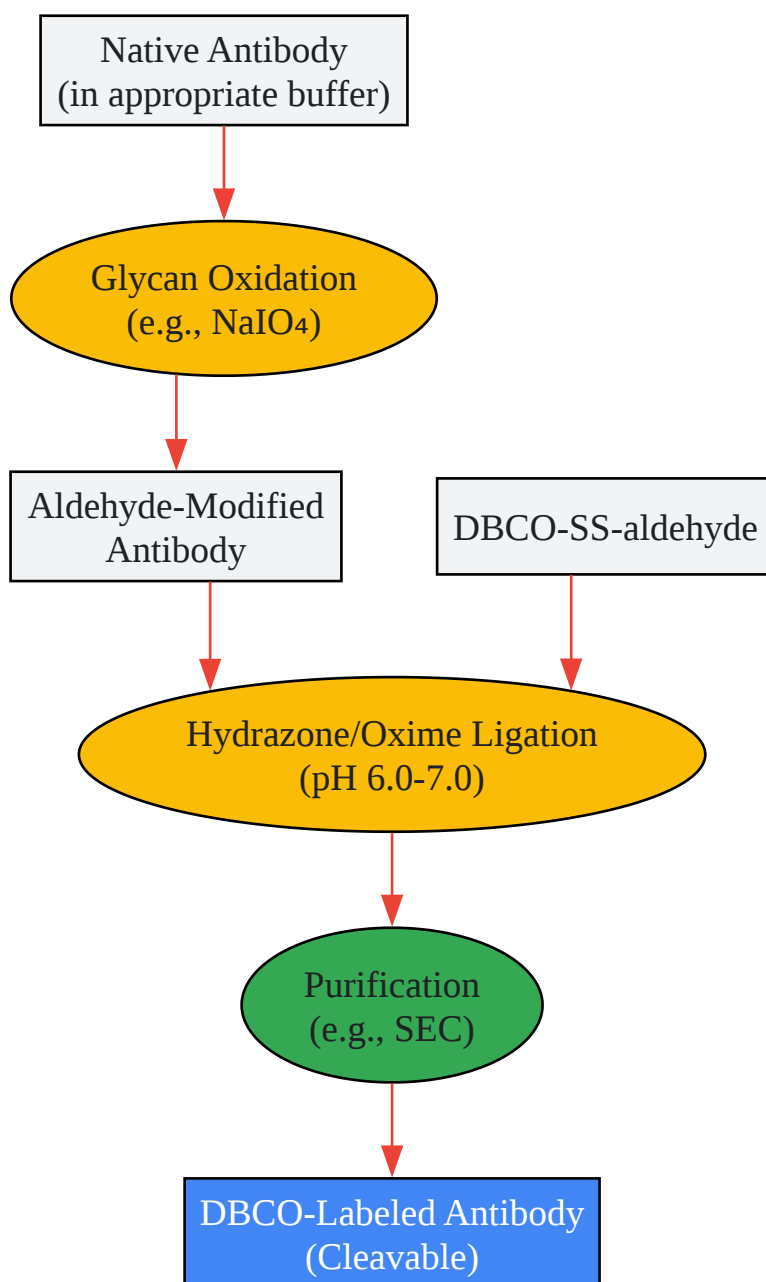 Native Antibody
(in appropriate buffer)
Glycan Oxidation
(e.g., NaIO₄)
Aldehyde-Modified
Antibody
DBCO-SS-aldehyde
Hydrazone/Oxime Ligation
(pH 6.0-7.0)
Purification
(e.g., SEC)
DBCO-Labeled Antibody
(Cleavable)